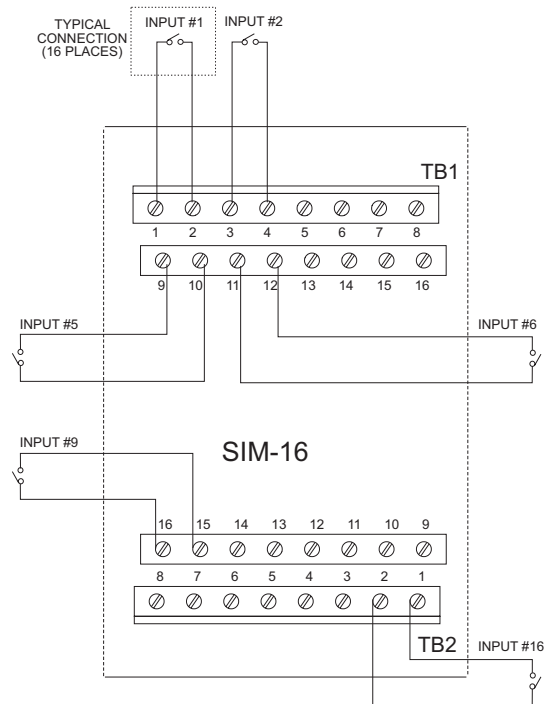 TYPICAL
CONNECTION
(16 PLACES)
INPUT #1
INPUT #2
TB1
1 2 3 4 5 6 7 8
9 10 11 12 13 14 15 16
INPUT #5
INPUT #6
INPUT #9
SIM-16
16 15 14 13 12 11 10 9
8 7 6 5 4 3 2 1
TB2
INPUT #16